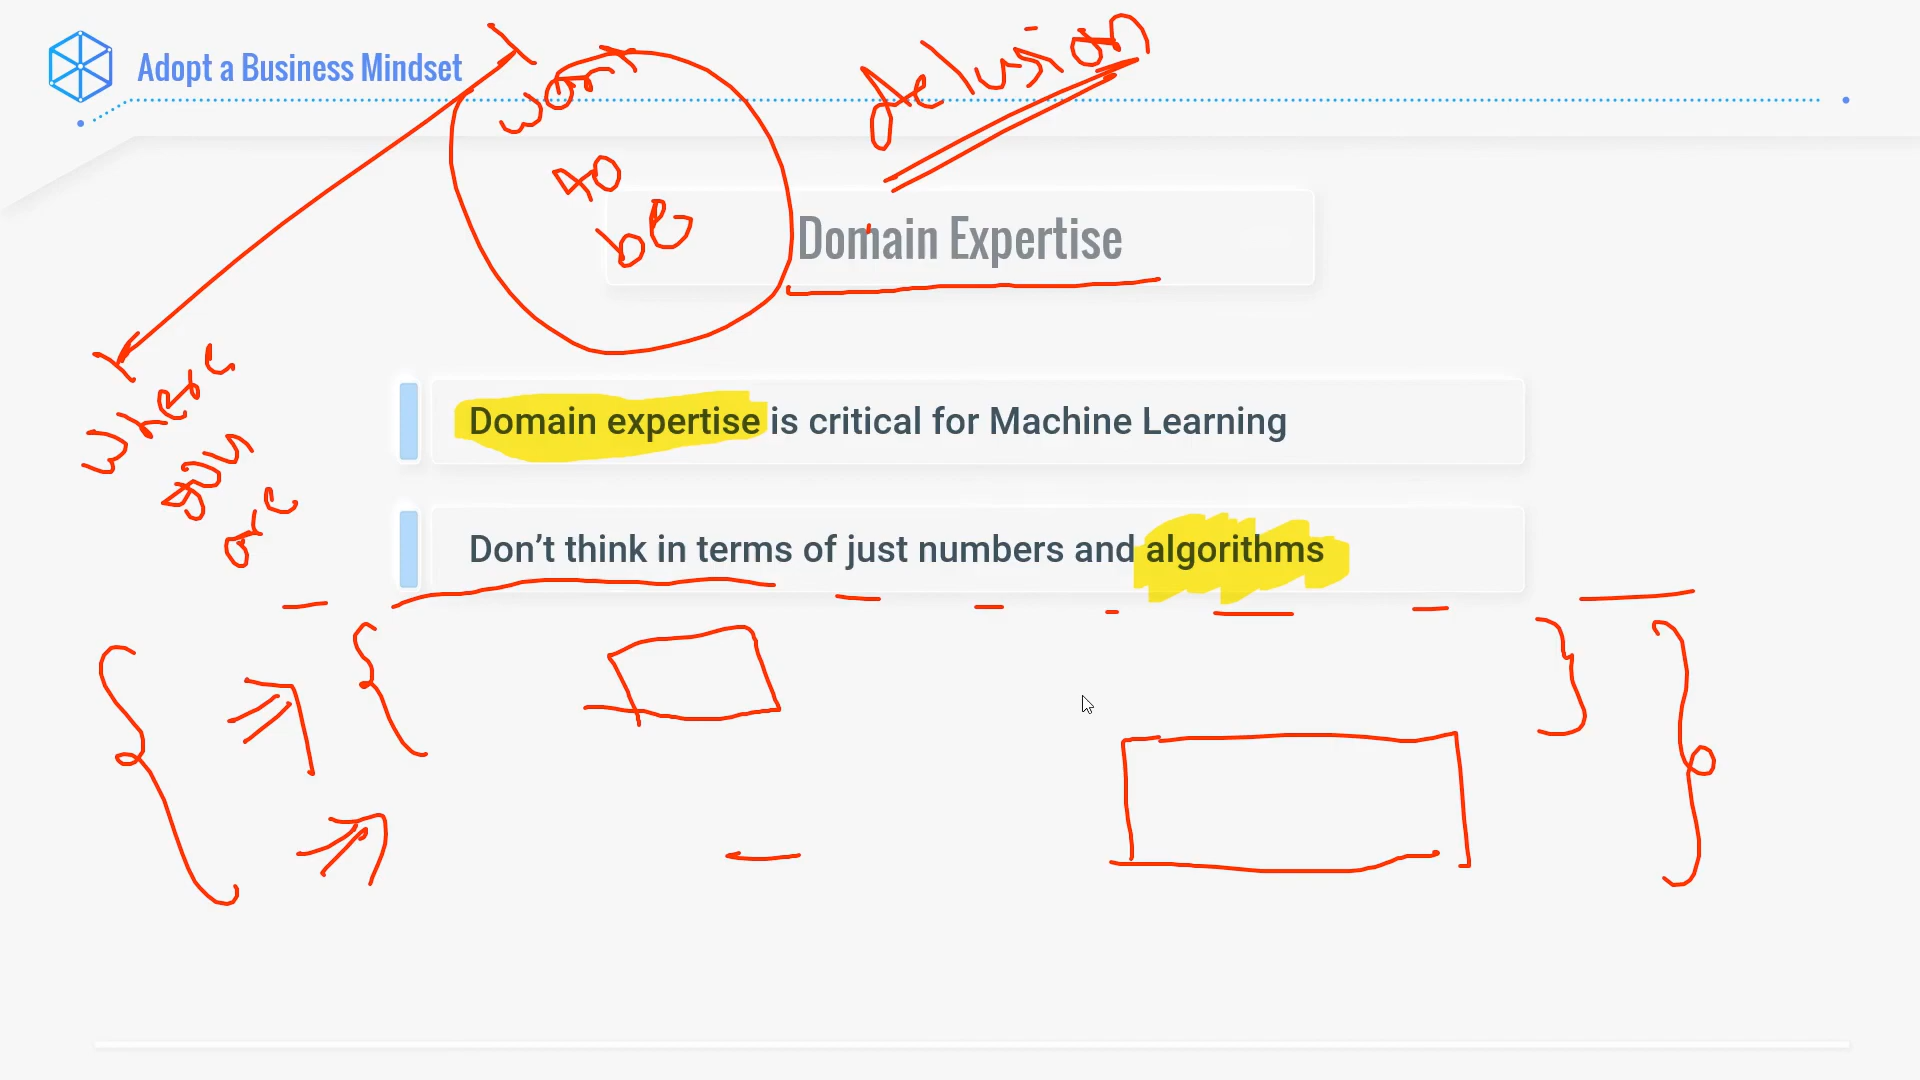 Adopt a Business Mindset
want
to
be
delusion
Domain Expertise
where
you
are
Domain expertise is critical for Machine Learning
Don’t think in terms of just numbers and algorithms